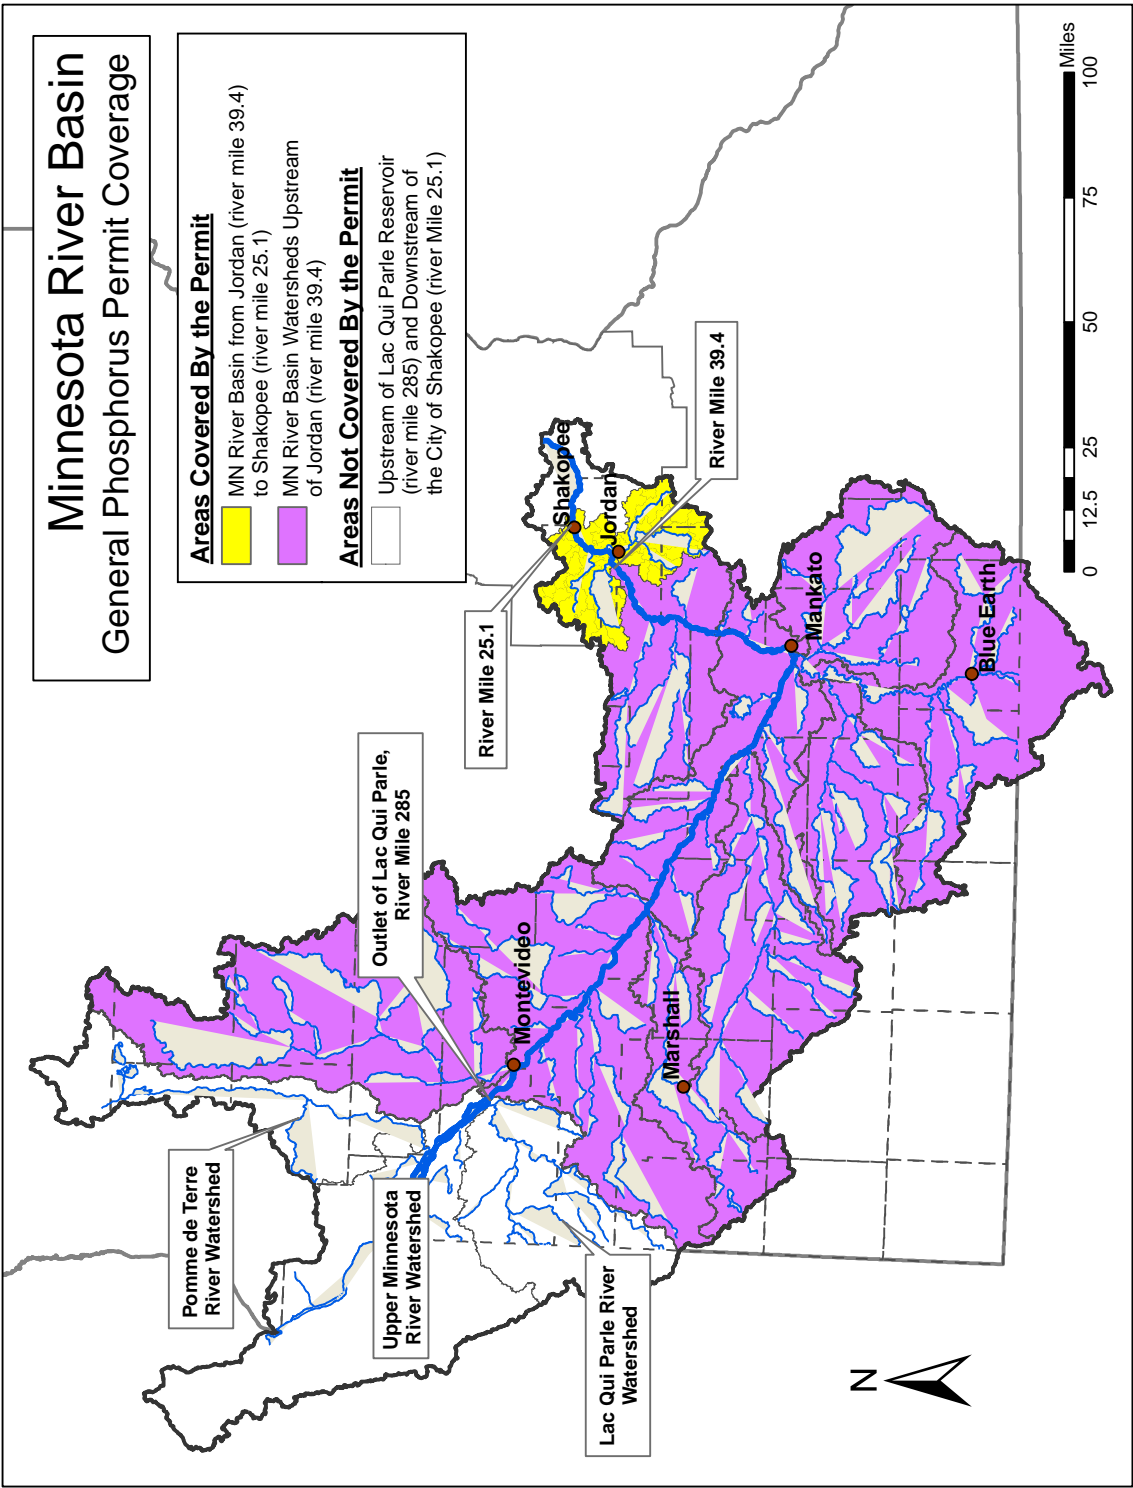 Minnesota River Basin
General Phosphorus Permit Coverage
Areas Covered By the Permit
MN River Basin from Jordan (river mile 39.4)
to Shakopee (river mile 25.1)
MN River Basin Watersheds Upstream
of Jordan (river mile 39.4)
Areas Not Covered By the Permit
Upstream of Lac Qui Parle Reservoir
(river mile 285) and Downstream of
the City of Shakopee (river Mile 25.1)
Pomme de Terre
River Watershed
Upper Minnesota
River Watershed
Lac Qui Parle River
Watershed
Outlet of Lac Qui Parle,
River Mile 285
River Mile 25.1
River Mile 39.4
Shakopee
Jordan
Montevideo
Marshall
Mankato
Blue Earth
N
0
12.5
25
50
75
100
Miles